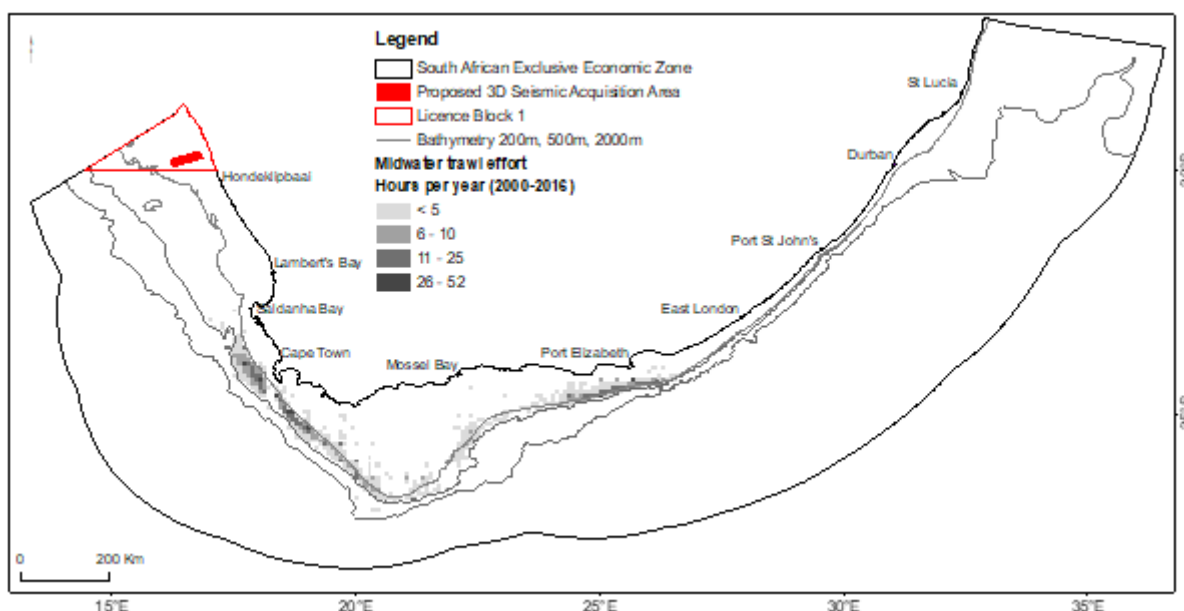 Legend
South African Exclusive Economic Zone
Proposed 3D Seismic Acquisition Area
Licence Block 1
Bathymetry 200m, 500m, 2000m
Midwater trawl effort
Hours per year (2000-2016)
< 5
6 - 10
11 - 25
26 - 52
St Lucia
Durban
Hondeklipbaai
Port St John's
Lambert's Bay
East London
Saldanha Bay
Cape Town
Mossel Bay
Port Elizabeth
0 200 Km
15°E
20°E
25°E
30°E
35°E